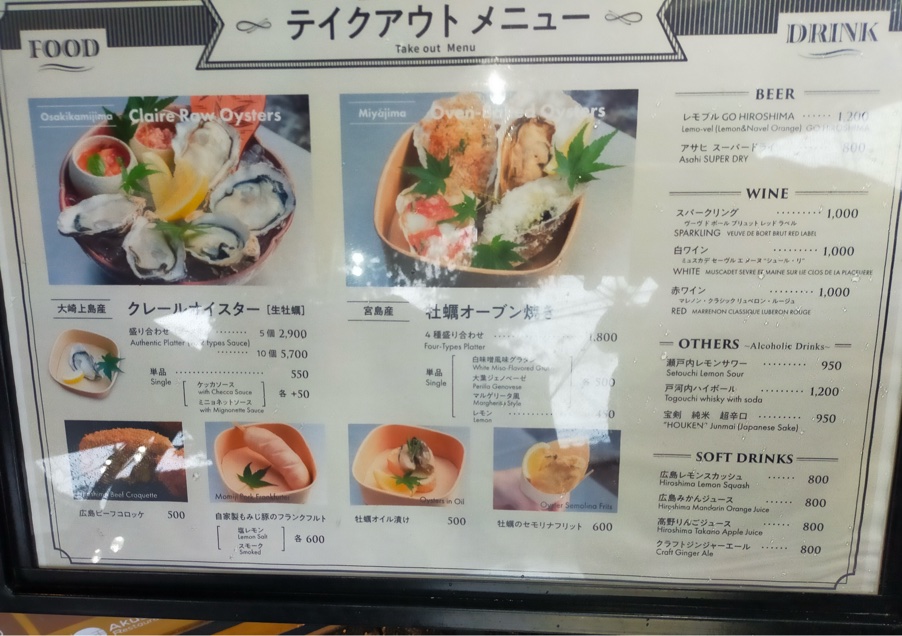 テイクアウト メニュー
Take out Menu
FOOD
DRINK
Osakikamijima Claire Raw Oysters
Miyajima Oven-Baked Oysters
大崎上島産 クレールオイスター [生牡蠣]
盛り合わせ ······· 5個 2,900
Authentic Platter types Sauce)
10個 5,700
単品 ······· 550
Single
ケッカソース
with Checca Sauce
ミニョネットソース
with Mignonette Sauce
各 +50
宮島産 牡蠣オーブン焼き
4種盛り合わせ ,800
Four-Types Platter
単品
Single
白味噌風味グラタン
White Miso-Flavored
大葉ジェノベーゼ
Perilla Genovese
マルゲリータ風
Margherita Style
各 500
レモン
Lemon
Beef Croquette
広島ビーフコロッケ 500
Momiji Pork Frankfurter
自家製もみじ豚のフランクフルト
塩レモン
Lemon Salt
スモーク
Smoked
各 600
Oysters in Oil
牡蠣オイル漬け 500
Oyster Semolina Frits
牡蠣のセモリナフリット 600
BEER
レモブル GO HIROSHIMA ······ 1,200
Lemo-vel (Lemon&Navel Orange) GO HIROSHIMA
アサヒ スーパードライ 800
Asahi SUPER DRY
WINE
スパークリング ········· 1,000
ヴーヴ ド ボール ブリュット レッド ラベル
SPARKLING VEUVE DE BORT BRUT RED LABEL
白ワイン ········· 1,000
ミュスカデ セーヴル エ メーヌ "シュール・リ"
WHITE MUSCADET SEVRE ET MAINE SUR LIE CLOS DE LA PLACELIERE
赤ワイン ········· 1,000
マレノン・クラシック リュベロン・ルージュ
RED MARRENON CLASSIQUE LUBERON ROUGE
OTHERS ~Alcoholic Drinks~
瀬戸内レモンサワー ······· 950
Setouchi Lemon Sour
戸河内ハイボール ······· 1,200
Togouchi whisky with soda
宝剣 純米 超辛口 ······· 950
"HOUKEN" Junmai (Japanese Sake)
SOFT DRINKS
広島レモンスカッシュ ······ 800
Hiroshima Lemon Squash
広島みかんジュース ······ 800
Hiroshima Mandarin Orange Juice
高野りんごジュース ······ 800
Hiroshima Takano Apple Juice
クラフトジンジャーエール ······ 800
Craft Ginger Ale